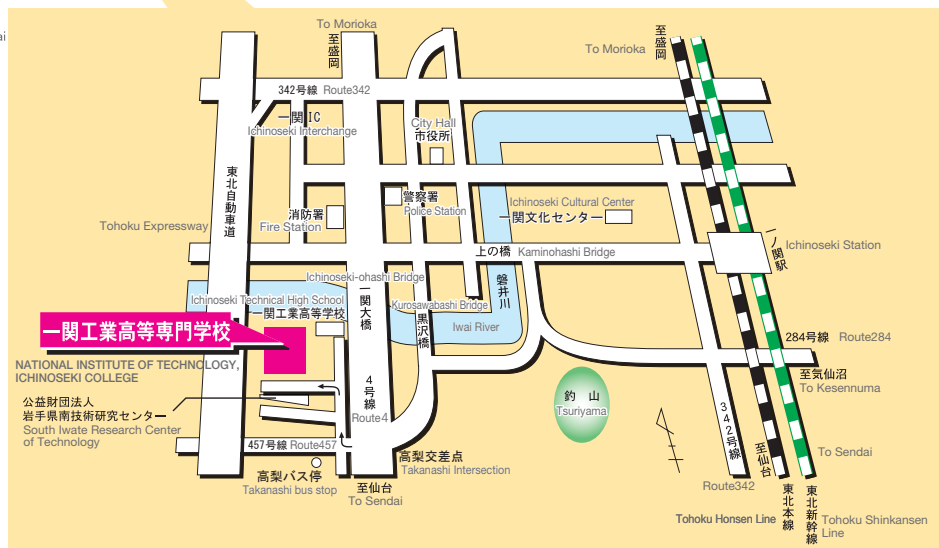 ai
To Morioka
至盛岡
To Morioka
至盛岡
342号線 Route342
一関 IC
Ichinoseki Interchange
City Hall
市役所
東北自動車道
Tohoku Expressway
消防署
Fire Station
警察署
Police Station
Ichinoseki Cultural Center
一関文化センター
上の橋 Kaminohashi Bridge
一ノ関駅
Ichinoseki Station
Ichinoseki-ohashi Bridge
一関大橋
Ichinoseki Technical High School
一関工業高等学校
Kurosawabashi Bridge
黒沢橋
磐井川
Iwai River
一関工業高等専門学校
NATIONAL INSTITUTE OF TECHNOLOGY,
ICHINOSEKI COLLEGE
284号線 Route284
至気仙沼
To Kesennuma
公益財団法人
岩手県南技術研究センター
South Iwate Research Center
of Technology
4号線
Route4
釣 山
Tsuriyama
342号線
Route342
457号線 Route457
高梨バス停
Takanashi bus stop
高梨交差点
Takanashi Intersection
至仙台
To Sendai
至仙台
To Sendai
Tohoku Honsen Line
東北本線
東北新幹線
Tohoku Shinkansen
Line